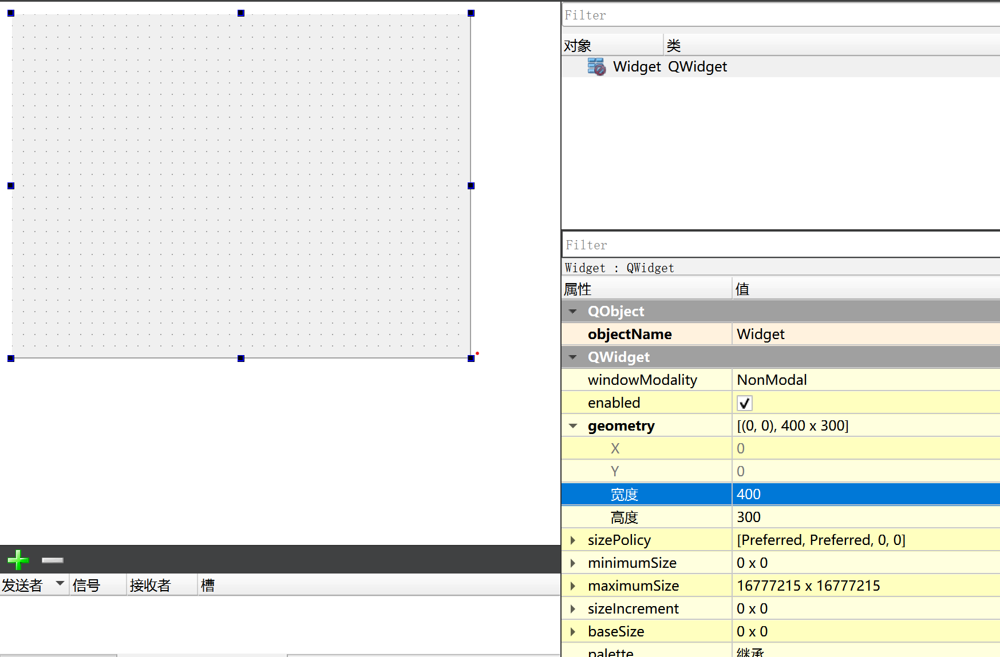 Filter
对象 类
Widget QWidget
Filter
Widget : QWidget
属性 值
QObject
objectName Widget
QWidget
windowModality NonModal
enabled
geometry [(0, 0), 400 x 300]
X 0
Y 0
宽度 400
高度 300
sizePolicy [Preferred, Preferred, 0, 0]
minimumSize 0 x 0
maximumSize 16777215 x 16777215
sizeIncrement 0 x 0
baseSize 0 x 0
palette 继承
发送者 信号 接收者 槽